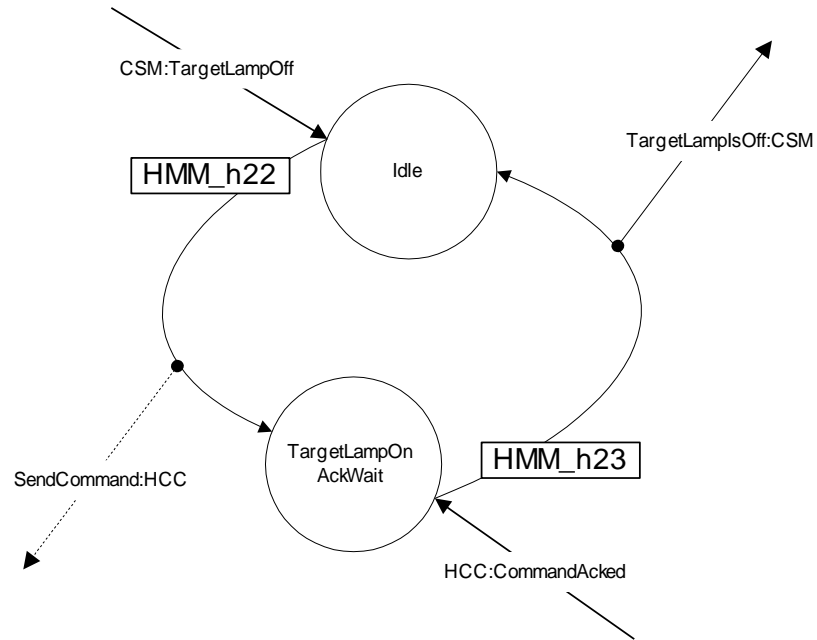 CSM:TargetLampOff
TargetLampIsOff:CSM
HMM_h22
Idle
TargetLampOn
AckWait
HMM_h23
SendCommand:HCC
HCC:CommandAcked